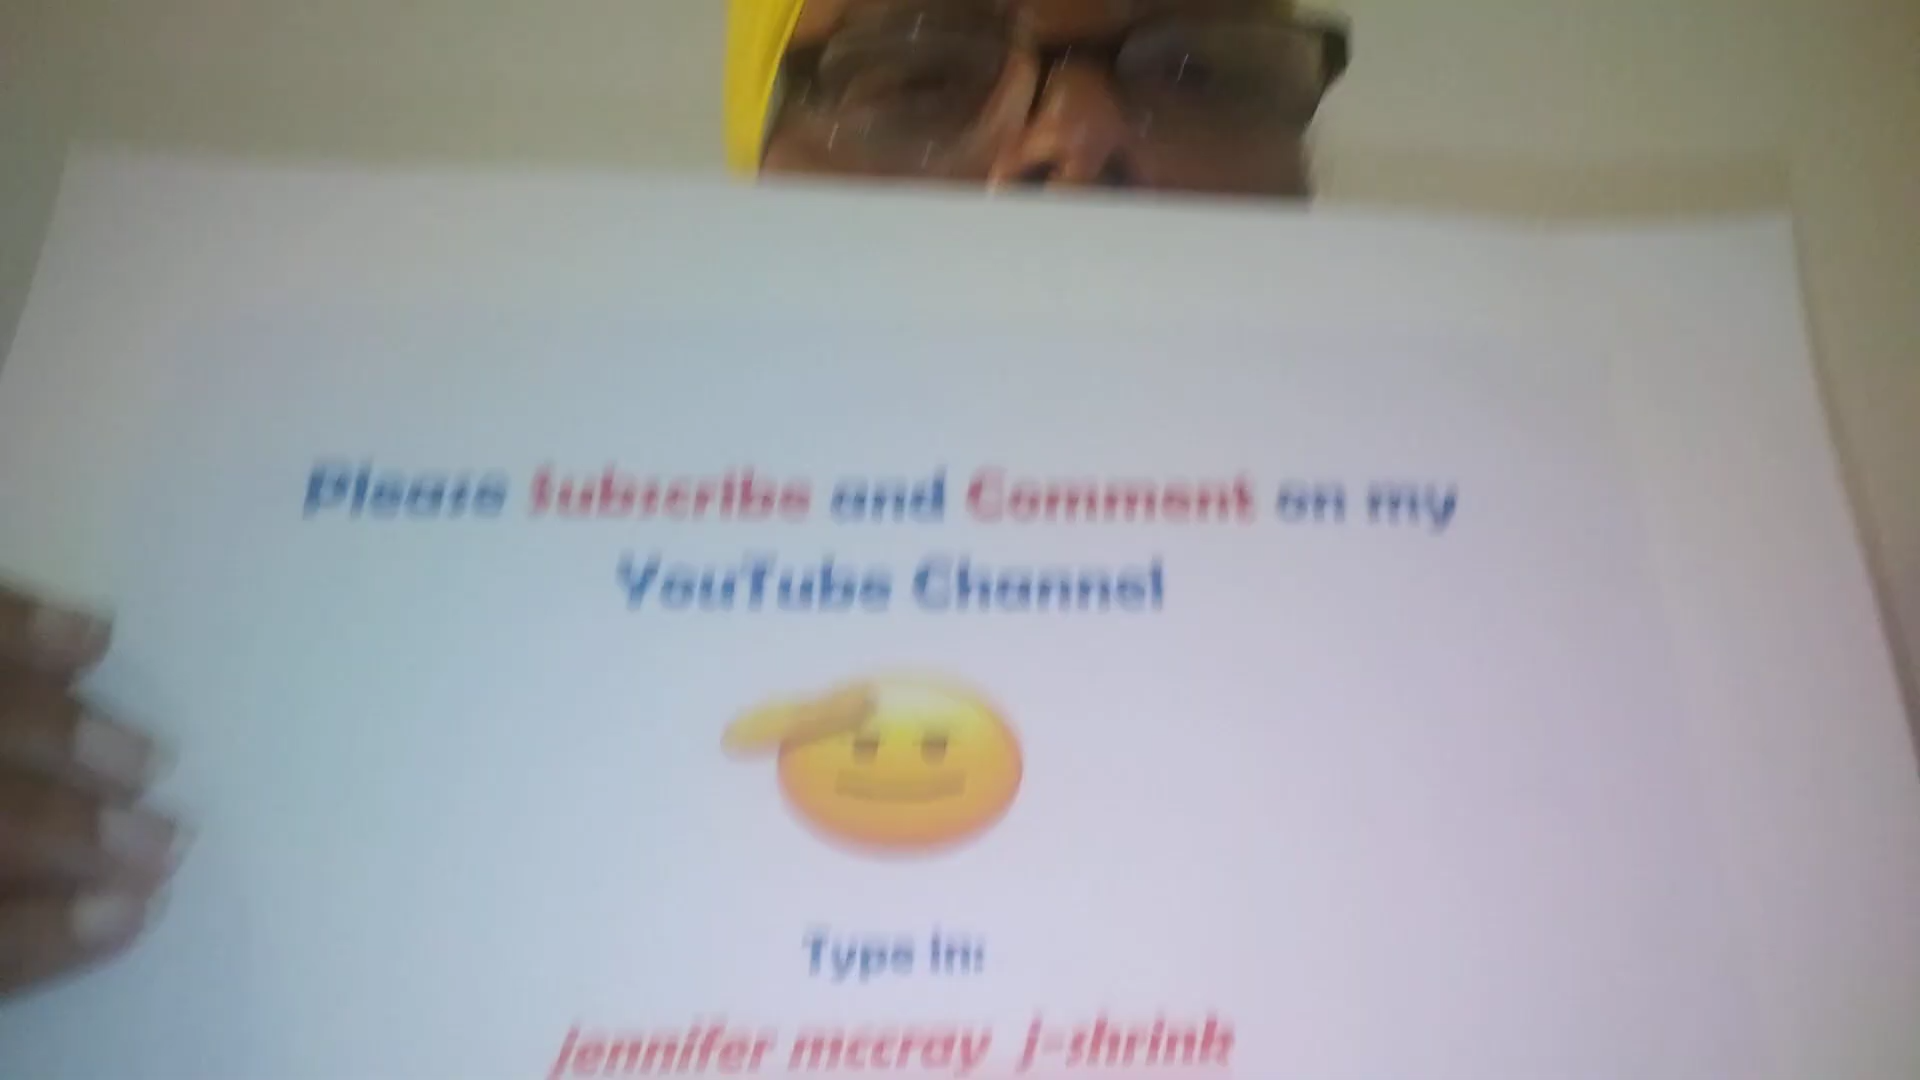 Please Subscribe and Comment on my
YouTube Channel
Type in:
jennifer mccray j-shrink